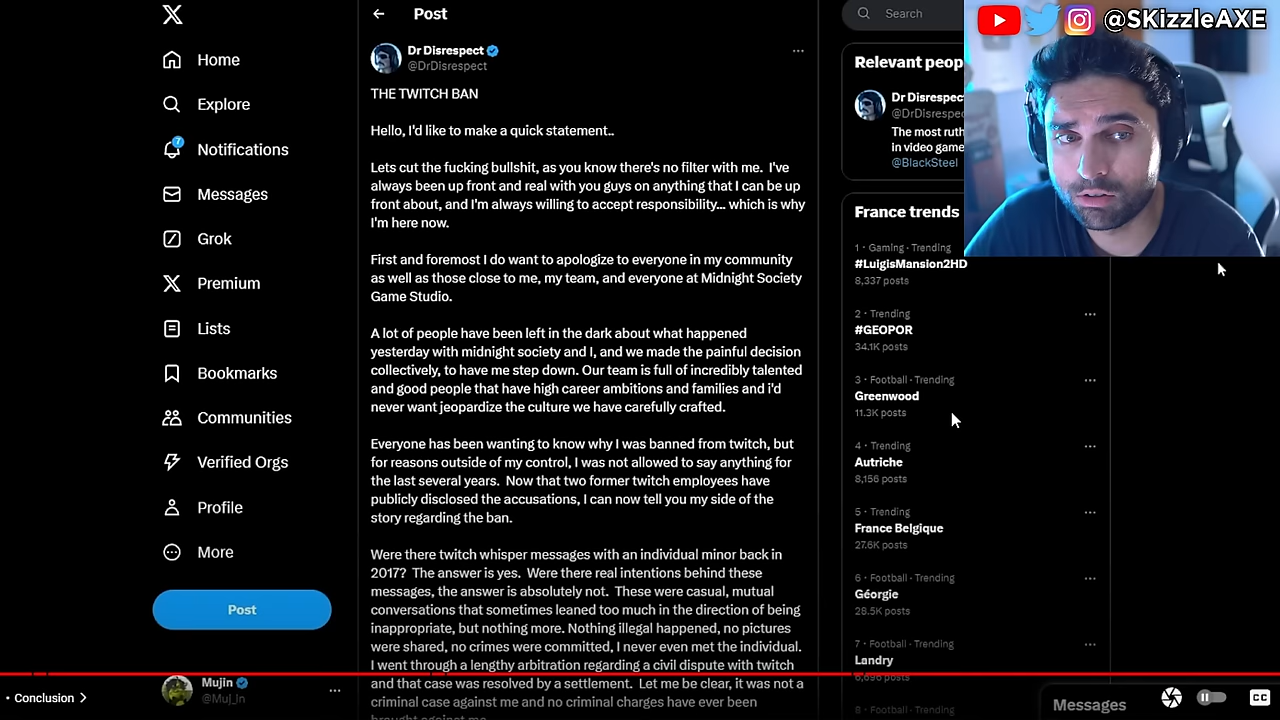 Post
Search
@SKizzleAXE
Home
Explore
7
Notifications
Messages
Grok
Premium
Lists
Bookmarks
Communities
Verified Orgs
Profile
More
Post
Mujin
@Muj_In
• Conclusion
Dr Disrespect
@DrDisrespect
THE TWITCH BAN
Hello, I'd like to make a quick statement..
Lets cut the fucking bullshit, as you know there's no filter with me. I've
always been up front and real with you guys on anything that I can be up
front about, and I'm always willing to accept responsibility... which is why
I'm here now.
First and foremost I do want to apologize to everyone in my community
as well as those close to me, my team, and everyone at Midnight Society
Game Studio.
A lot of people have been left in the dark about what happened
yesterday with midnight society and I, and we made the painful decision
collectively, to have me step down. Our team is full of incredibly talented
and good people that have high career ambitions and families and i'd
never want jeopardize the culture we have carefully crafted.
Everyone has been wanting to know why I was banned from twitch, but
for reasons outside of my control, I was not allowed to say anything for
the last several years. Now that two former twitch employees have
publicly disclosed the accusations, I can now tell you my side of the
story regarding the ban.
Were there twitch whisper messages with an individual minor back in
2017? The answer is yes. Were there real intentions behind these
messages, the answer is absolutely not. These were casual, mutual
conversations that sometimes leaned too much in the direction of being
inappropriate, but nothing more. Nothing illegal happened, no pictures
were shared, no crimes were committed, I never even met the individual.
I went through a lengthy arbitration regarding a civil dispute with twitch
and that case was resolved by a settlement. Let me be clear, it was not a
criminal case against me and no criminal charges have ever been
brought against me.
Relevant peop
Dr Disrespect
@DrDisrespec
The most ruth
in video game
@BlackSteel
France trends
1 · Gaming · Trending
#LuigisMansion2HD
8,337 posts
2 · Trending
#GEOPOR
34.1K posts
3 · Football · Trending
Greenwood
11.3K posts
4 · Trending
Autriche
8,156 posts
5 · Trending
France Belgique
27.6K posts
6 · Football · Trending
Géorgie
28.5K posts
7 · Football · Trending
Landry
6,696 posts
8 · Football · Trending
Messages
CC